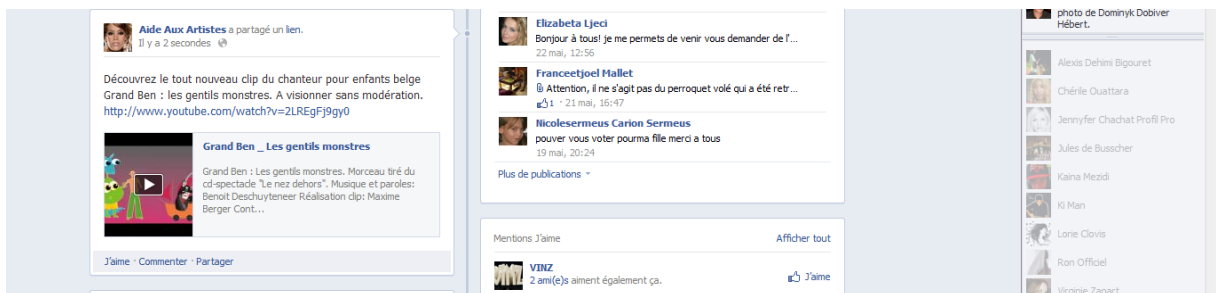 Aide Aux Artistes a partagé un lien.
Il y a 2 secondes
Découvrez le tout nouveau clip du chanteur pour enfants belge
Grand Ben : les gentils monstres. A visionner sans modération.
http://www.youtube.com/watch?v=2LREgFj9gy0
Grand Ben _ Les gentils monstres
Grand Ben : Les gentils monstres. Morceau tiré du
cd-spectacle "Le nez dehors". Musique et paroles:
Benoit Deschuyteneer Réalisation clip: Maxime
Berger Cont...
J'aime · Commenter · Partager
Elizabeta Ljeci
Bonjour à tous! je me permets de venir vous demander de l'...
22 mai, 12:56
Franceetjoel Mallet
Attention, il ne s'agit pas du perroquet volé qui a été retr...
1 · 21 mai, 16:47
Nicolesermeus Carion Sermeus
pouver vous voter pourma fille merci a tous
19 mai, 20:24
Plus de publications
Mentions J'aime
Afficher tout
VINZ
2 ami(e)s aiment également ça.
J'aime
photo de Dominyk Dobiver
Hébert.
Alexis Dehimi Bigouret
Chérile Ouattara
Jennyfer Chachat Profil Pro
Jules de Busscher
Kaina Mezidi
Ki Man
Lorie Clovis
Ron Officiel
Virginie Zapart